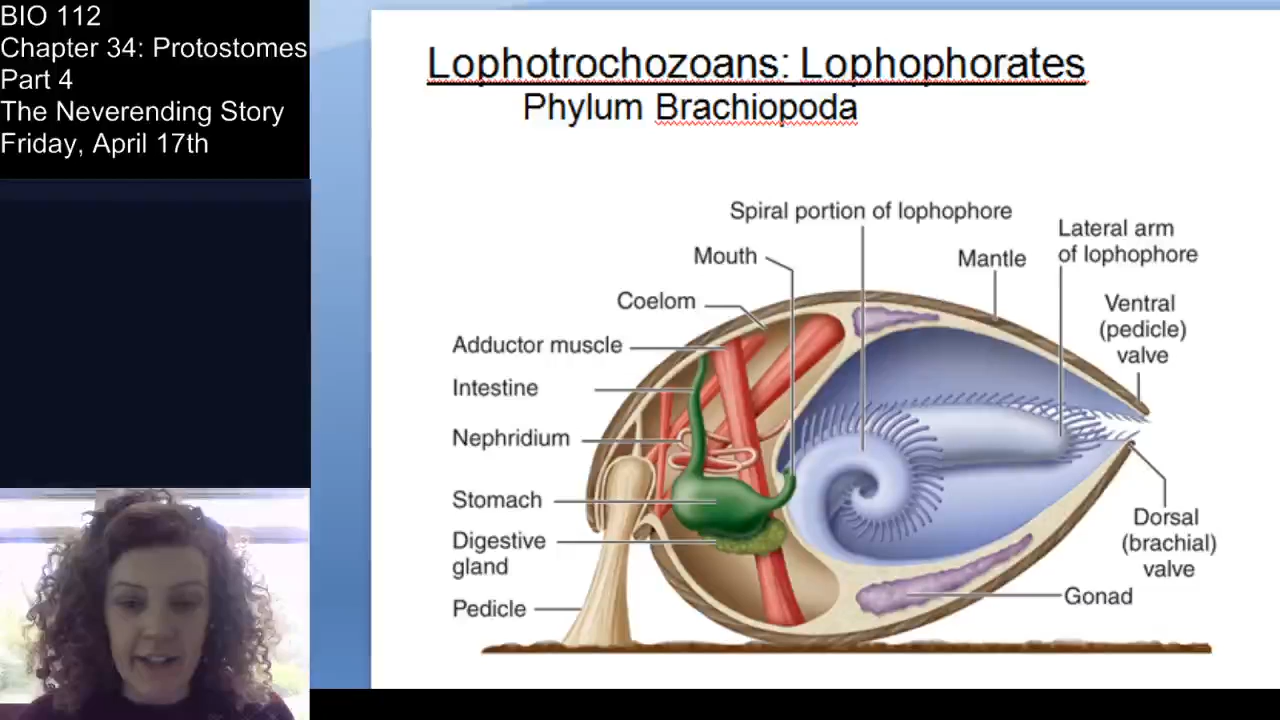 BIO 112
Chapter 34: Protostomes
Part 4
The Neverending Story
Friday, April 17th
Lophotrochozoans: Lophophorates
Phylum Brachiopoda
Spiral portion of lophophore
Lateral arm
of lophophore
Mouth
Mantle
Coelom
Ventral
(pedicle)
valve
Adductor muscle
Intestine
Nephridium
Stomach
Digestive
gland
Pedicle
Dorsal
(brachial)
valve
Gonad